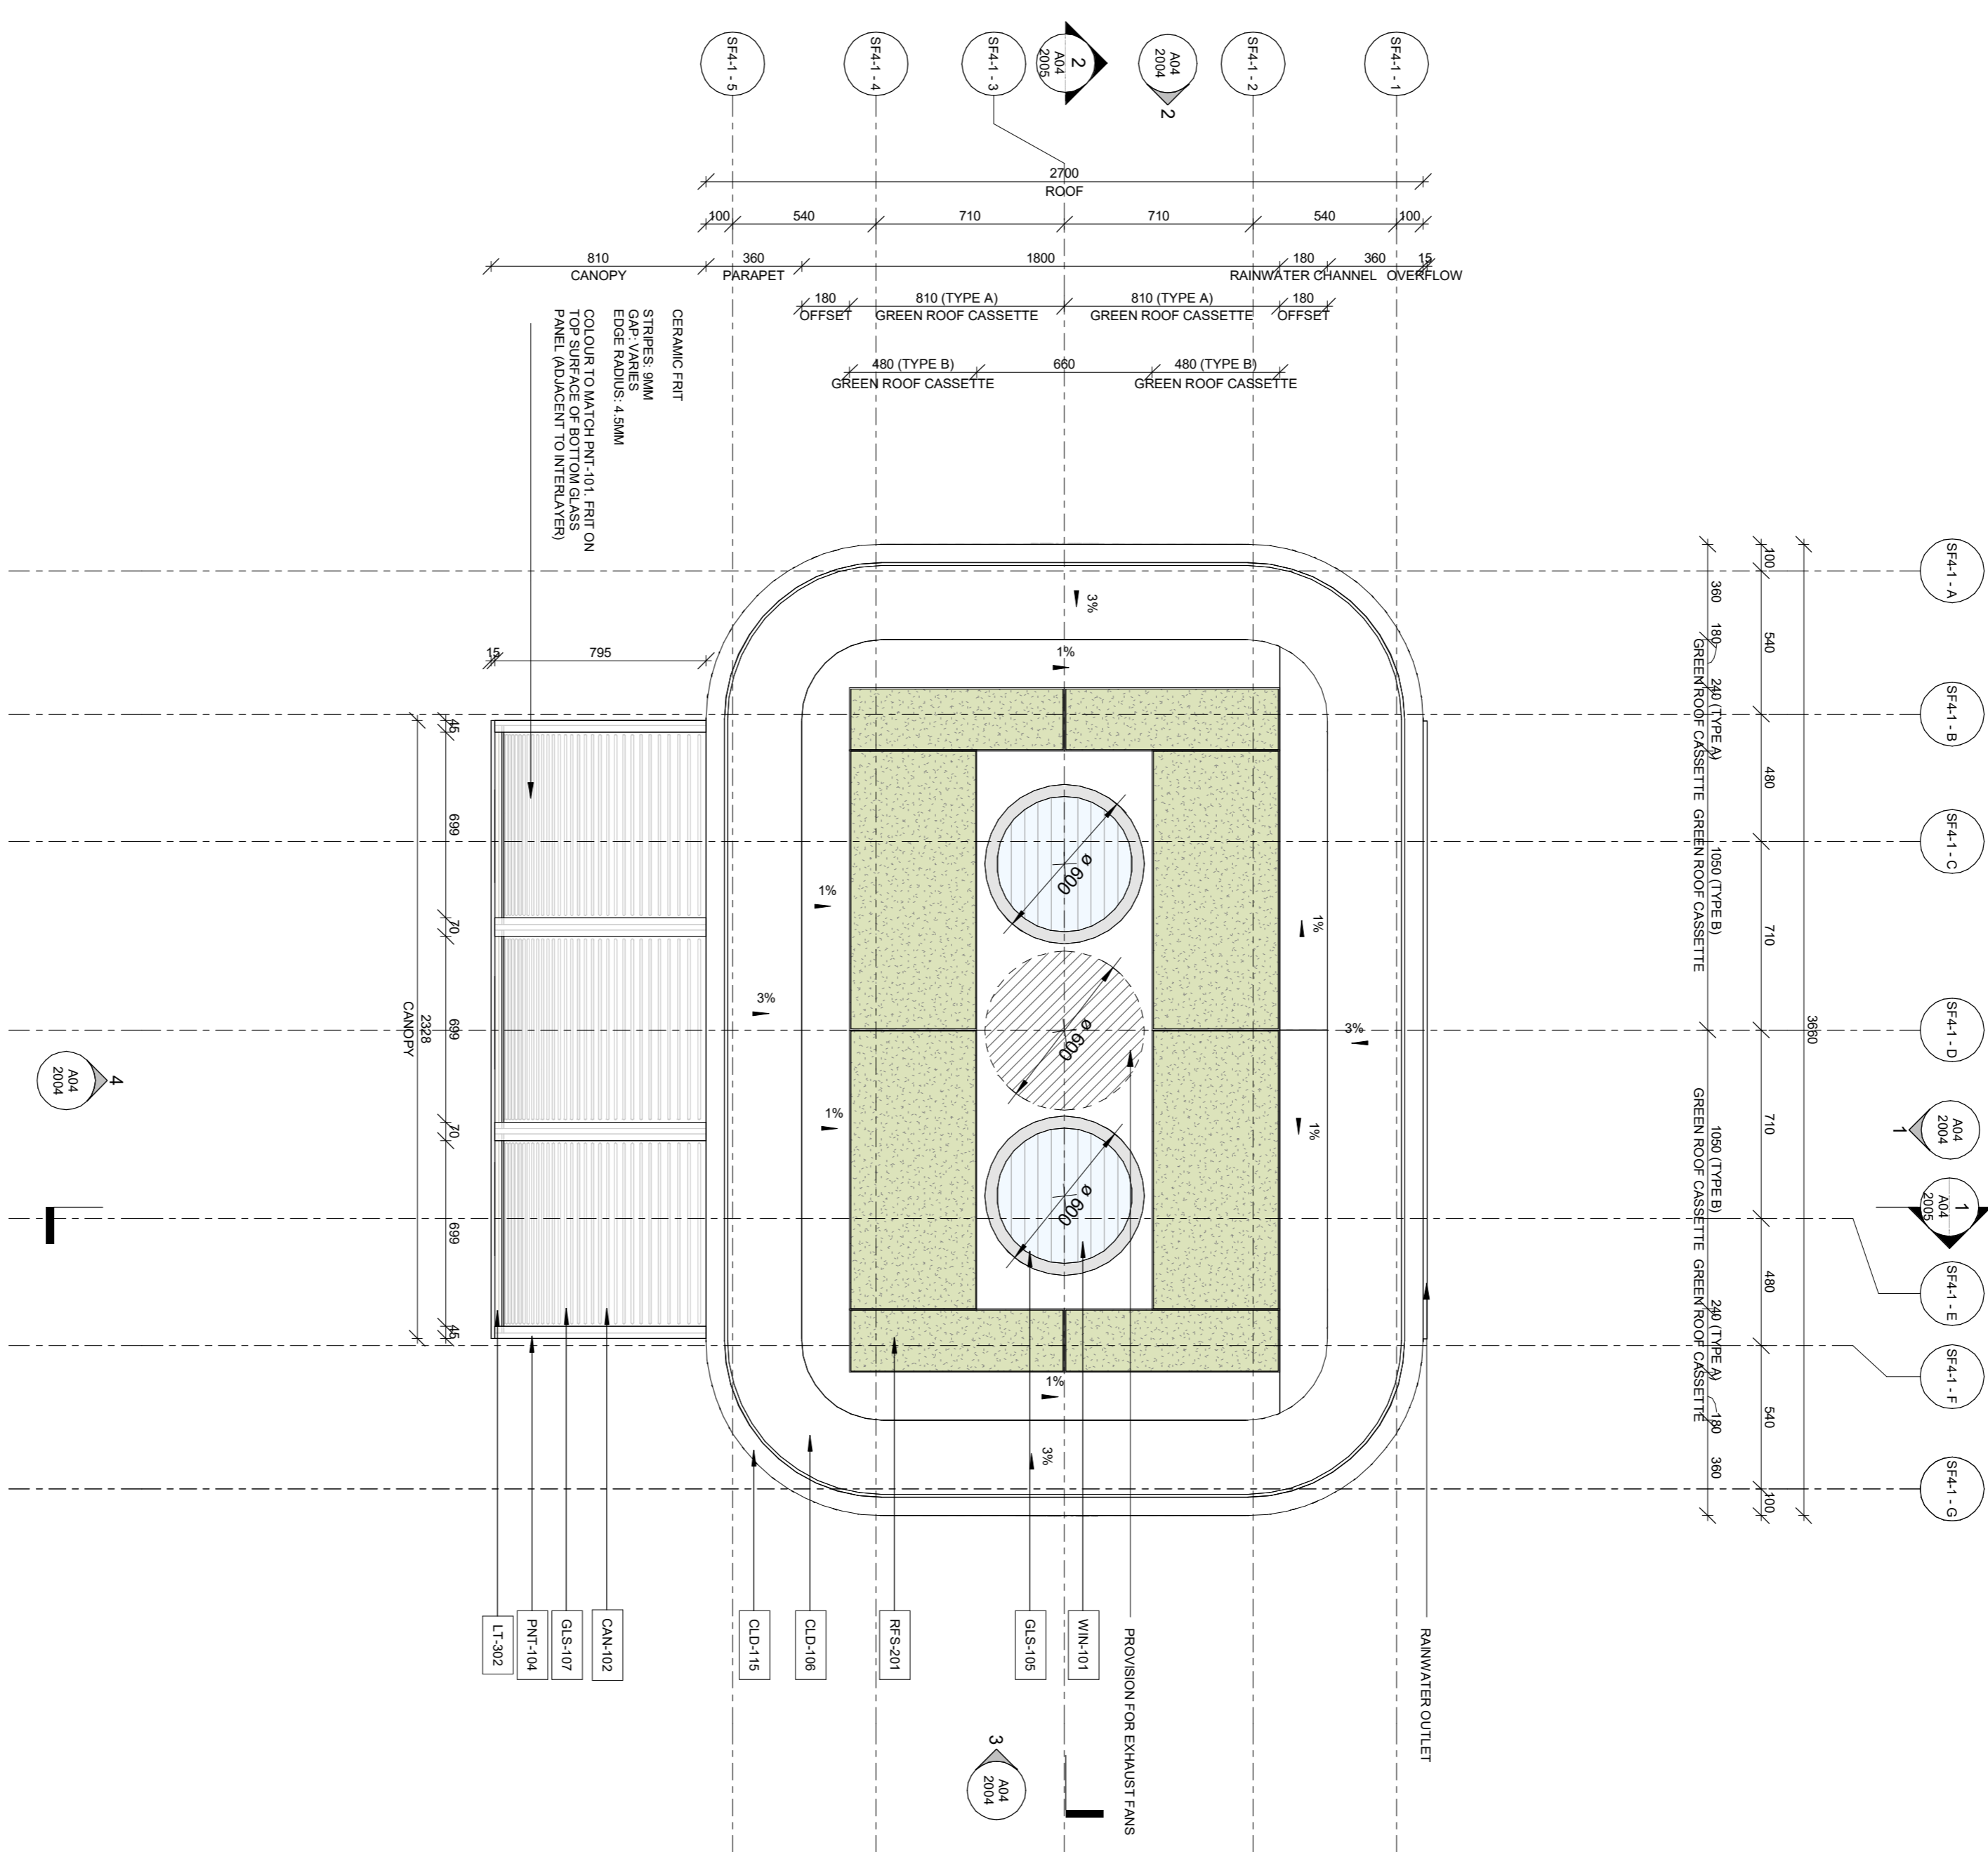 SF4-1 - 5
SF4-1 - 4
SF4-1 - 3
2
A04
2005
A04
2004
2
SF4-1 - 2
SF4-1 - 1
2700
ROOF
100
540
710
710
540
100
810
CANOPY
360
PARAPET
1800
180
RAINWATER CHANNEL
360
15
OVERFLOW
180
OFFSET
810 (TYPE A)
GREEN ROOF CASSETTE
810 (TYPE A)
GREEN ROOF CASSETTE
180
OFFSET
480 (TYPE B)
GREEN ROOF CASSETTE
660
480 (TYPE B)
GREEN ROOF CASSETTE
CERAMIC FRIT
STRIPES: 9MM
GAP: VARIES
EDGE RADIUS: 4.5MM
COLOUR TO MATCH PNT-101. FRIT ON
TOP SURFACE OF BOTTOM GLASS
PANEL (ADJACENT TO INTERLAYER)
SF4-1 - A
SF4-1 - B
SF4-1 - C
SF4-1 - D
A04
2004
1
1
A04
2005
SF4-1 - E
SF4-1 - F
SF4-1 - G
3660
100
540
480
710
710
480
540
100
360
180
240 (TYPE A)
GREEN ROOF CASSETTE
1050 (TYPE B)
GREEN ROOF CASSETTE
1050 (TYPE B)
GREEN ROOF CASSETTE
240 (TYPE A)
GREEN ROOF CASSETTE
180
360
15
795
45
699
70
699
70
699
45
2328
CANOPY
3%
1%
1%
1%
3%
1%
1%
3%
1%
3%
ø 600
ø 600
ø 600
4
A04
2004
3
A04
2004
LT-302
PNT-104
GLS-107
CAN-102
CLD-115
CLD-106
RFS-201
GLS-105
WIN-101
PROVISION FOR EXHAUST FANS
RAINWATER OUTLET